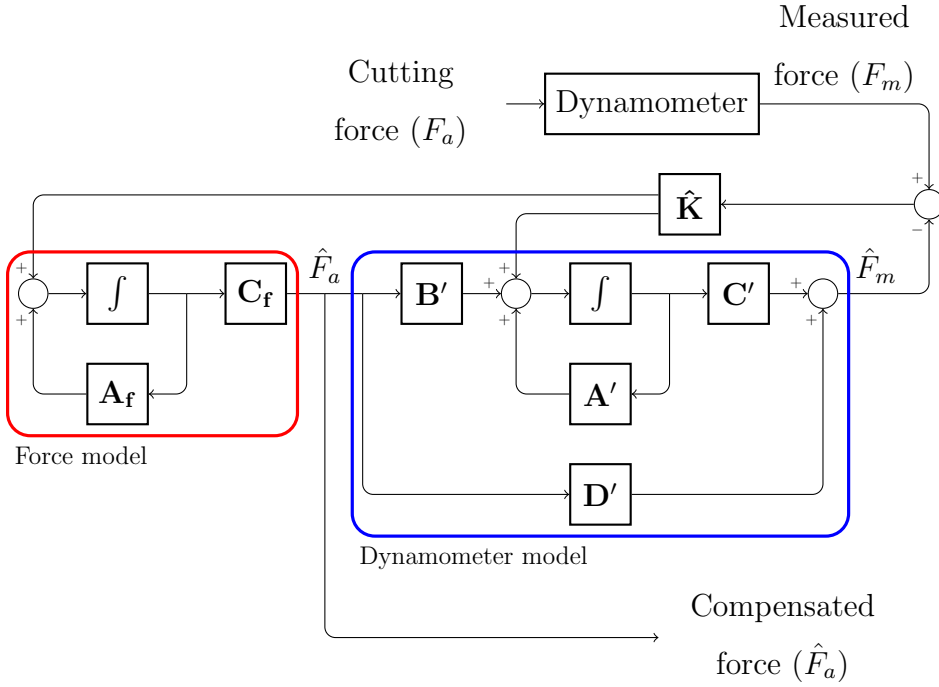 Measured
force (F_m)
Cutting
force (F_a)
Dynamometer
+
K̂
−
+
F̂_a
F̂_m
∫
C_f
B′
+
∫
C′
+
+
+
+
A_f
A′
Force model
D′
Dynamometer model
Compensated
force (F̂_a)